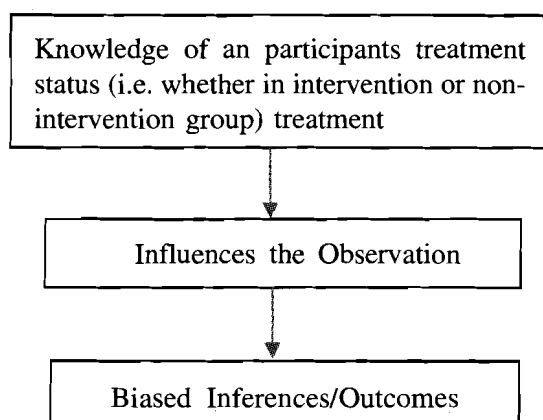 Knowledge of an participants treatment
status (i.e. whether in intervention or non-
intervention group) treatment
Influences the Observation
Biased Inferences/Outcomes